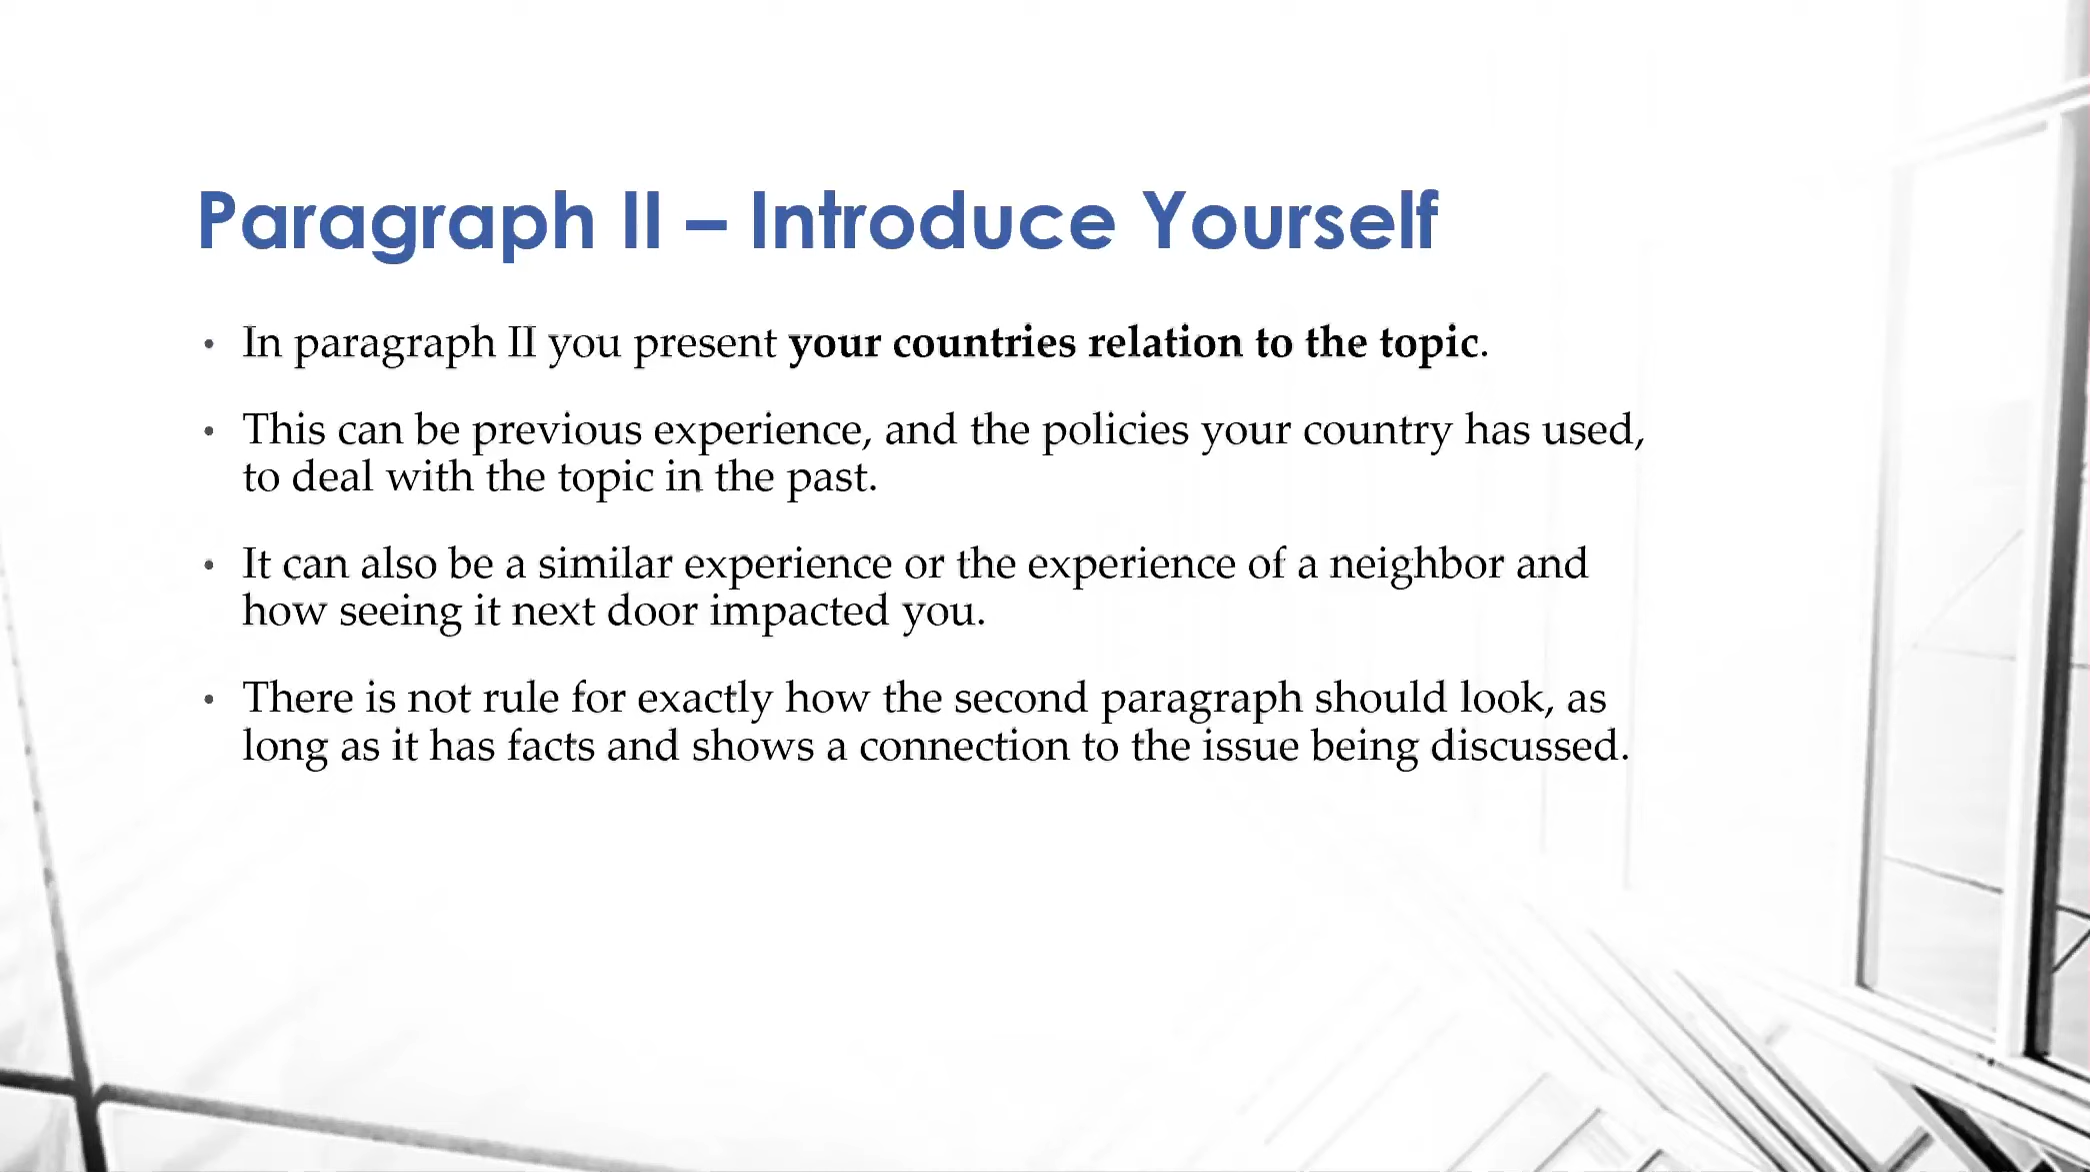 Paragraph II – Introduce Yourself
• In paragraph II you present your countries relation to the topic.
• This can be previous experience, and the policies your country has used,
to deal with the topic in the past.
• It can also be a similar experience or the experience of a neighbor and
how seeing it next door impacted you.
• There is not rule for exactly how the second paragraph should look, as
long as it has facts and shows a connection to the issue being discussed.